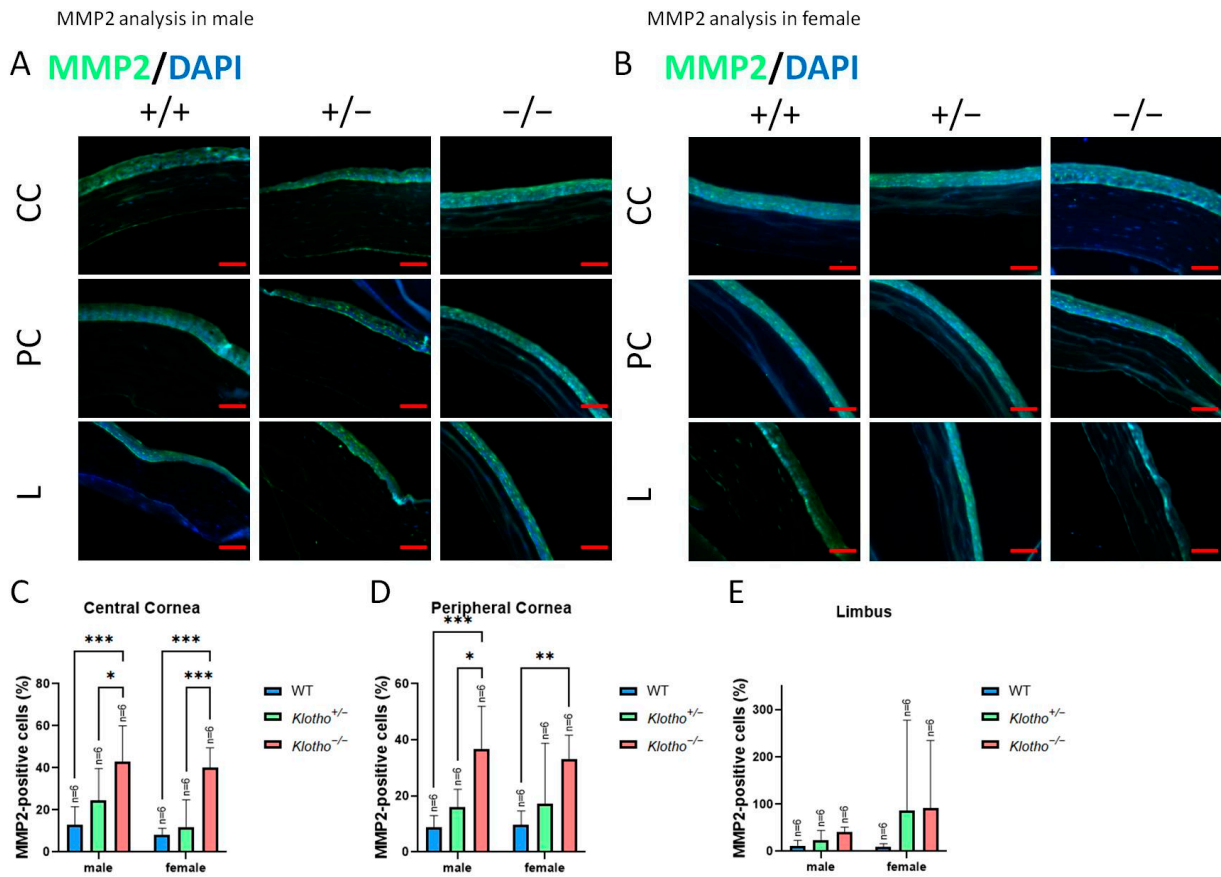 MMP2 analysis in male
MMP2 analysis in female
A MMP2/DAPI
B MMP2/DAPI
+/+ +/− −/−
+/+ +/− −/−
CC
PC
L
CC
PC
L
C
Central Cornea
MMP2-positive cells (%)
80
60
40
20
0
*** * *** ***
n=6 n=6 n=6 n=6 n=6 n=6
male female
WT
Klotho+/−
Klotho−/−
D
Peripheral Cornea
MMP2-positive cells (%)
60
40
20
0
*** * **
n=6 n=6 n=6 n=6 n=6 n=6
male female
WT
Klotho+/−
Klotho−/−
E
Limbus
MMP2-positive cells (%)
300
200
100
0
n=6 n=6 n=6 n=6 n=6 n=6
male female
WT
Klotho+/−
Klotho−/−